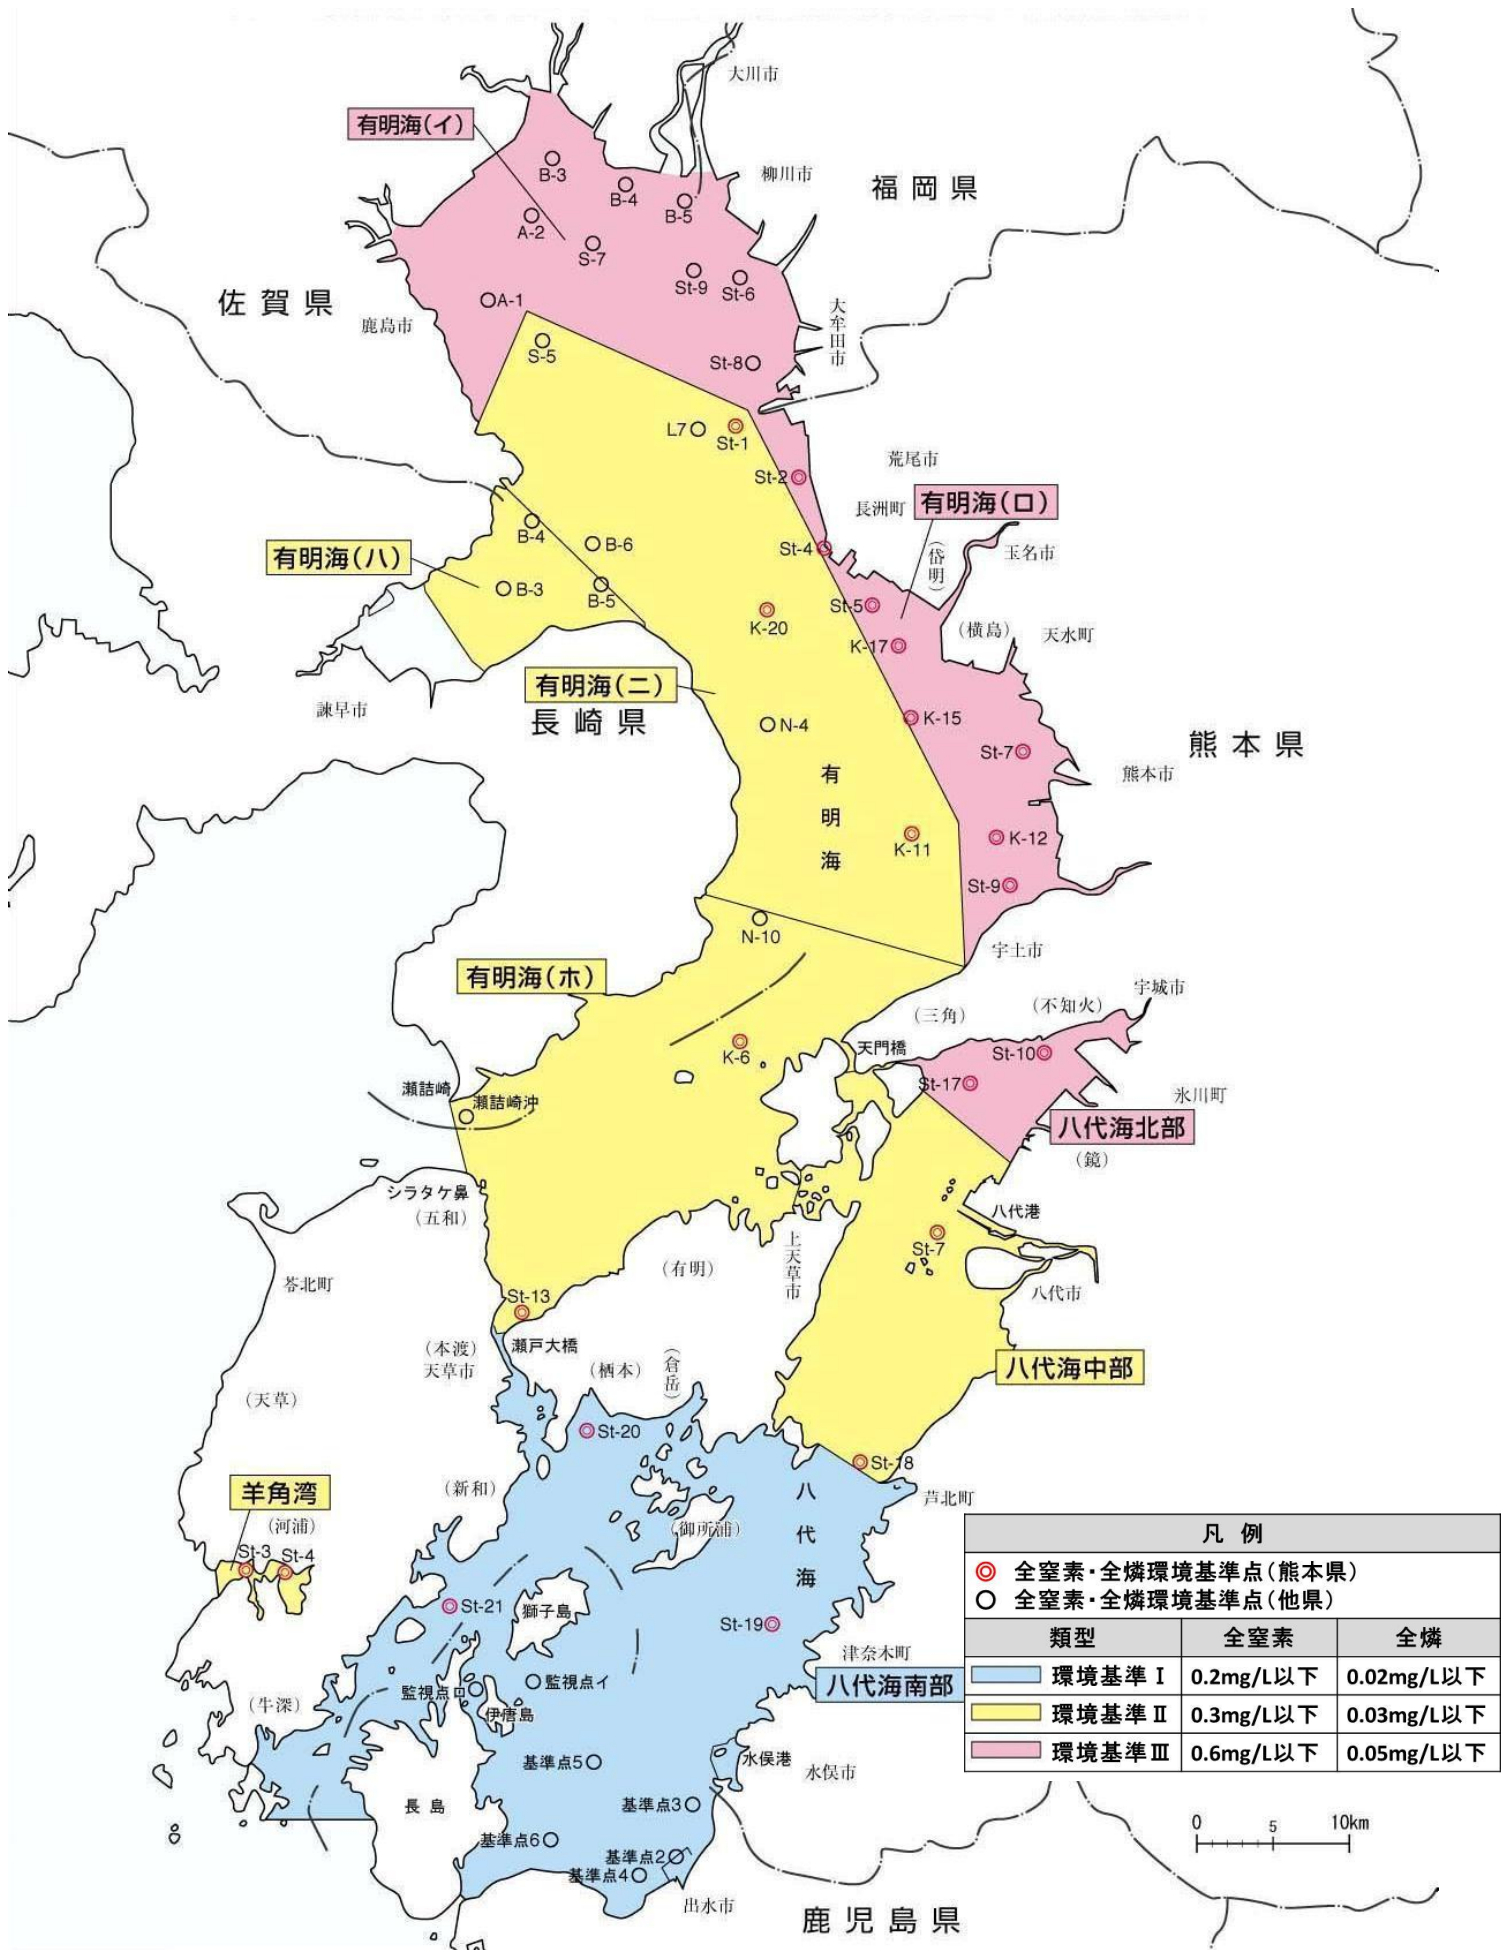 大川市
有明海(イ)
B-3
柳川市
B-4
福岡県
B-5
A-2
S-7
St-9
St-6
A-1
佐賀県
鹿島市
大牟田市
S-5
St-8
L7
St-1
荒尾市
St-2
長洲町
有明海(ロ)
B-4
St-4
B-6
有明海(ハ)
(岱明)
玉名市
B-3
B-5
St-5
K-20
(横島)
天水町
K-17
有明海(ニ)
諫早市
長崎県
N-4
K-15
St-7
熊本県
熊本市
有明海
K-12
K-11
St-9
N-10
宇土市
有明海(ホ)
宇城市
(不知火)
(三角)
天門橋
K-6
St-10
St-17
瀬詰崎
瀬詰崎沖
氷川町
八代海北部
(鏡)
シラタケ鼻
(五和)
八代港
St-7
上天草市
(有明)
苓北町
八代市
St-13
瀬戸大橋
(本渡)
天草市
(栖本)
(倉岳)
八代海中部
(天草)
St-20
St-18
羊角湾
(新和)
八代海
芦北町
(河浦)
(御所浦)
St-3
St-4
St-21
獅子島
St-19
津奈木町
監視点イ
監視点ロ
八代海南部
(牛深)
伊唐島
水俣港
基準点5
水俣市
長島
基準点3
基準点6
基準点2
基準点4
出水市
鹿児島県
凡 例
全窒素・全燐環境基準点(熊本県)
全窒素・全燐環境基準点(他県)
類型 全窒素 全燐
環境基準Ⅰ 0.2mg/L以下 0.02mg/L以下
環境基準Ⅱ 0.3mg/L以下 0.03mg/L以下
環境基準Ⅲ 0.6mg/L以下 0.05mg/L以下
0 5 10km